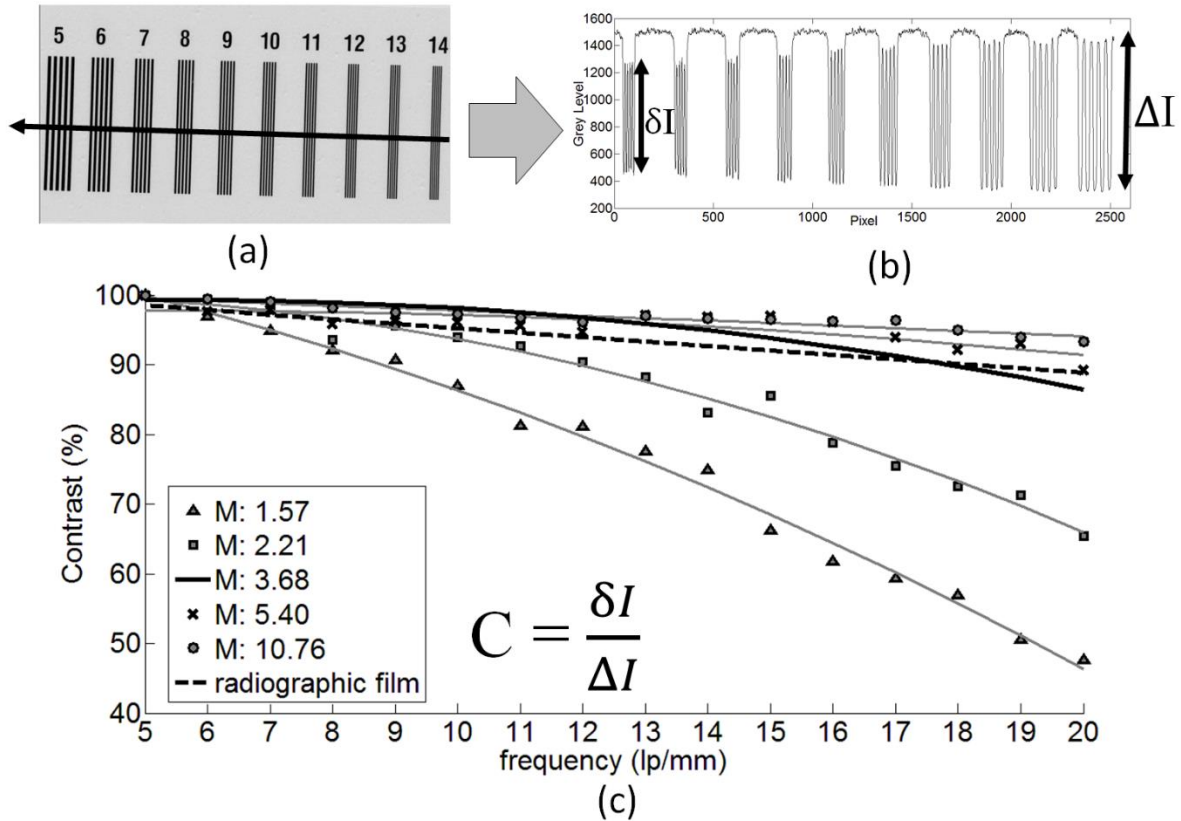 5 6 7 8 9 10 11 12 13 14
(a)
1600
1400
1200
1000
800
600
400
200
Grey Level
δI
ΔI
0 500 1000 1500 2000 2500
Pixel
(b)
100
90
80
70
60
50
40
Contrast (%)
M: 1.57
M: 2.21
M: 3.68
M: 5.40
M: 10.76
radiographic film
C = δI / ΔI
5 6 7 8 9 10 11 12 13 14 15 16 17 18 19 20
frequency (lp/mm)
(c)